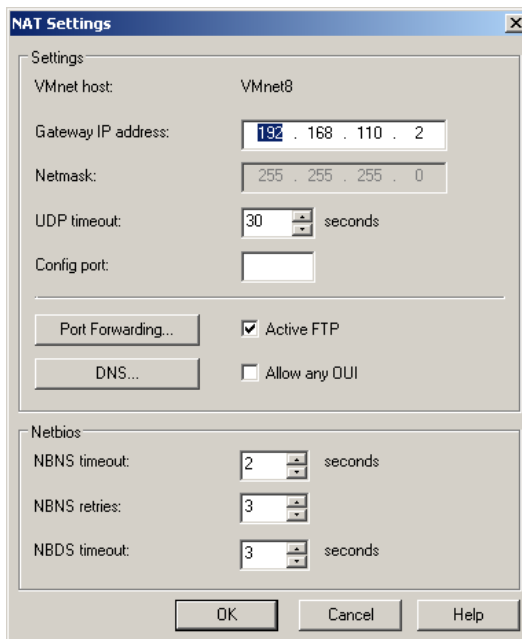 NAT Settings
Settings
VMnet host: VMnet8
Gateway IP address: 192 . 168 . 110 . 2
Netmask: 255 . 255 . 255 . 0
UDP timeout: 30 seconds
Config port:
Port Forwarding... Active FTP
DNS... Allow any OUI
Netbios
NBNS timeout: 2 seconds
NBNS retries: 3
NBDS timeout: 3 seconds
OK Cancel Help